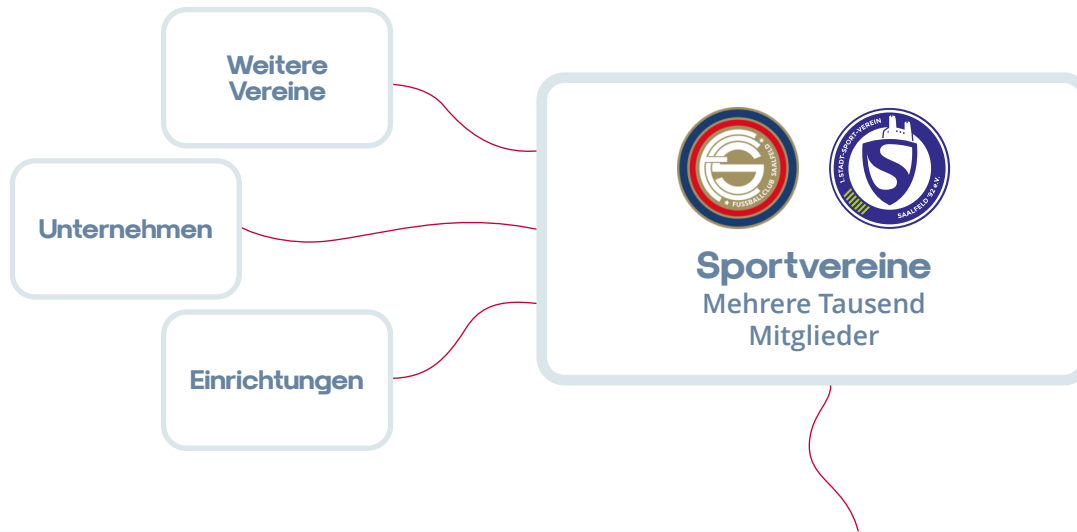 Weitere
Vereine
Unternehmen
Einrichtungen
FUSSBALLCLUB SAALFELD
1. STADT-SPORT-VEREIN
SAALFELD '92 e.V.
Sportvereine
Mehrere Tausend
Mitglieder